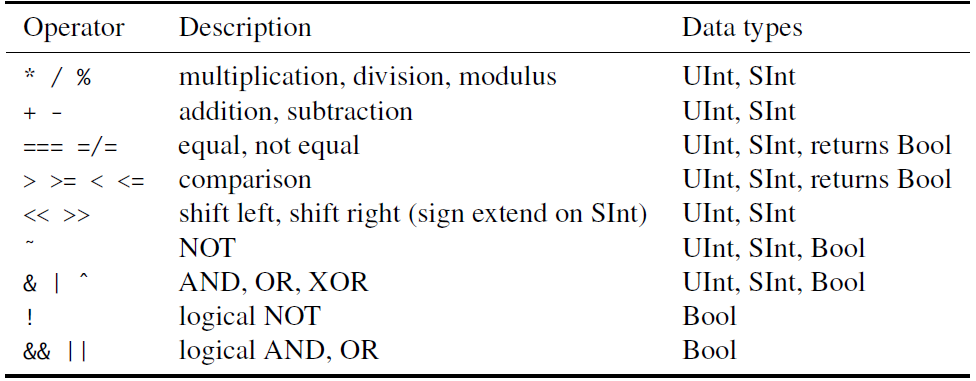 Operator Description Data types
* / % multiplication, division, modulus UInt, SInt
+ - addition, subtraction UInt, SInt
=== =/= equal, not equal UInt, SInt, returns Bool
> >= < <= comparison UInt, SInt, returns Bool
<< >> shift left, shift right (sign extend on SInt) UInt, SInt
~ NOT UInt, SInt, Bool
& | ^ AND, OR, XOR UInt, SInt, Bool
! logical NOT Bool
&& || logical AND, OR Bool